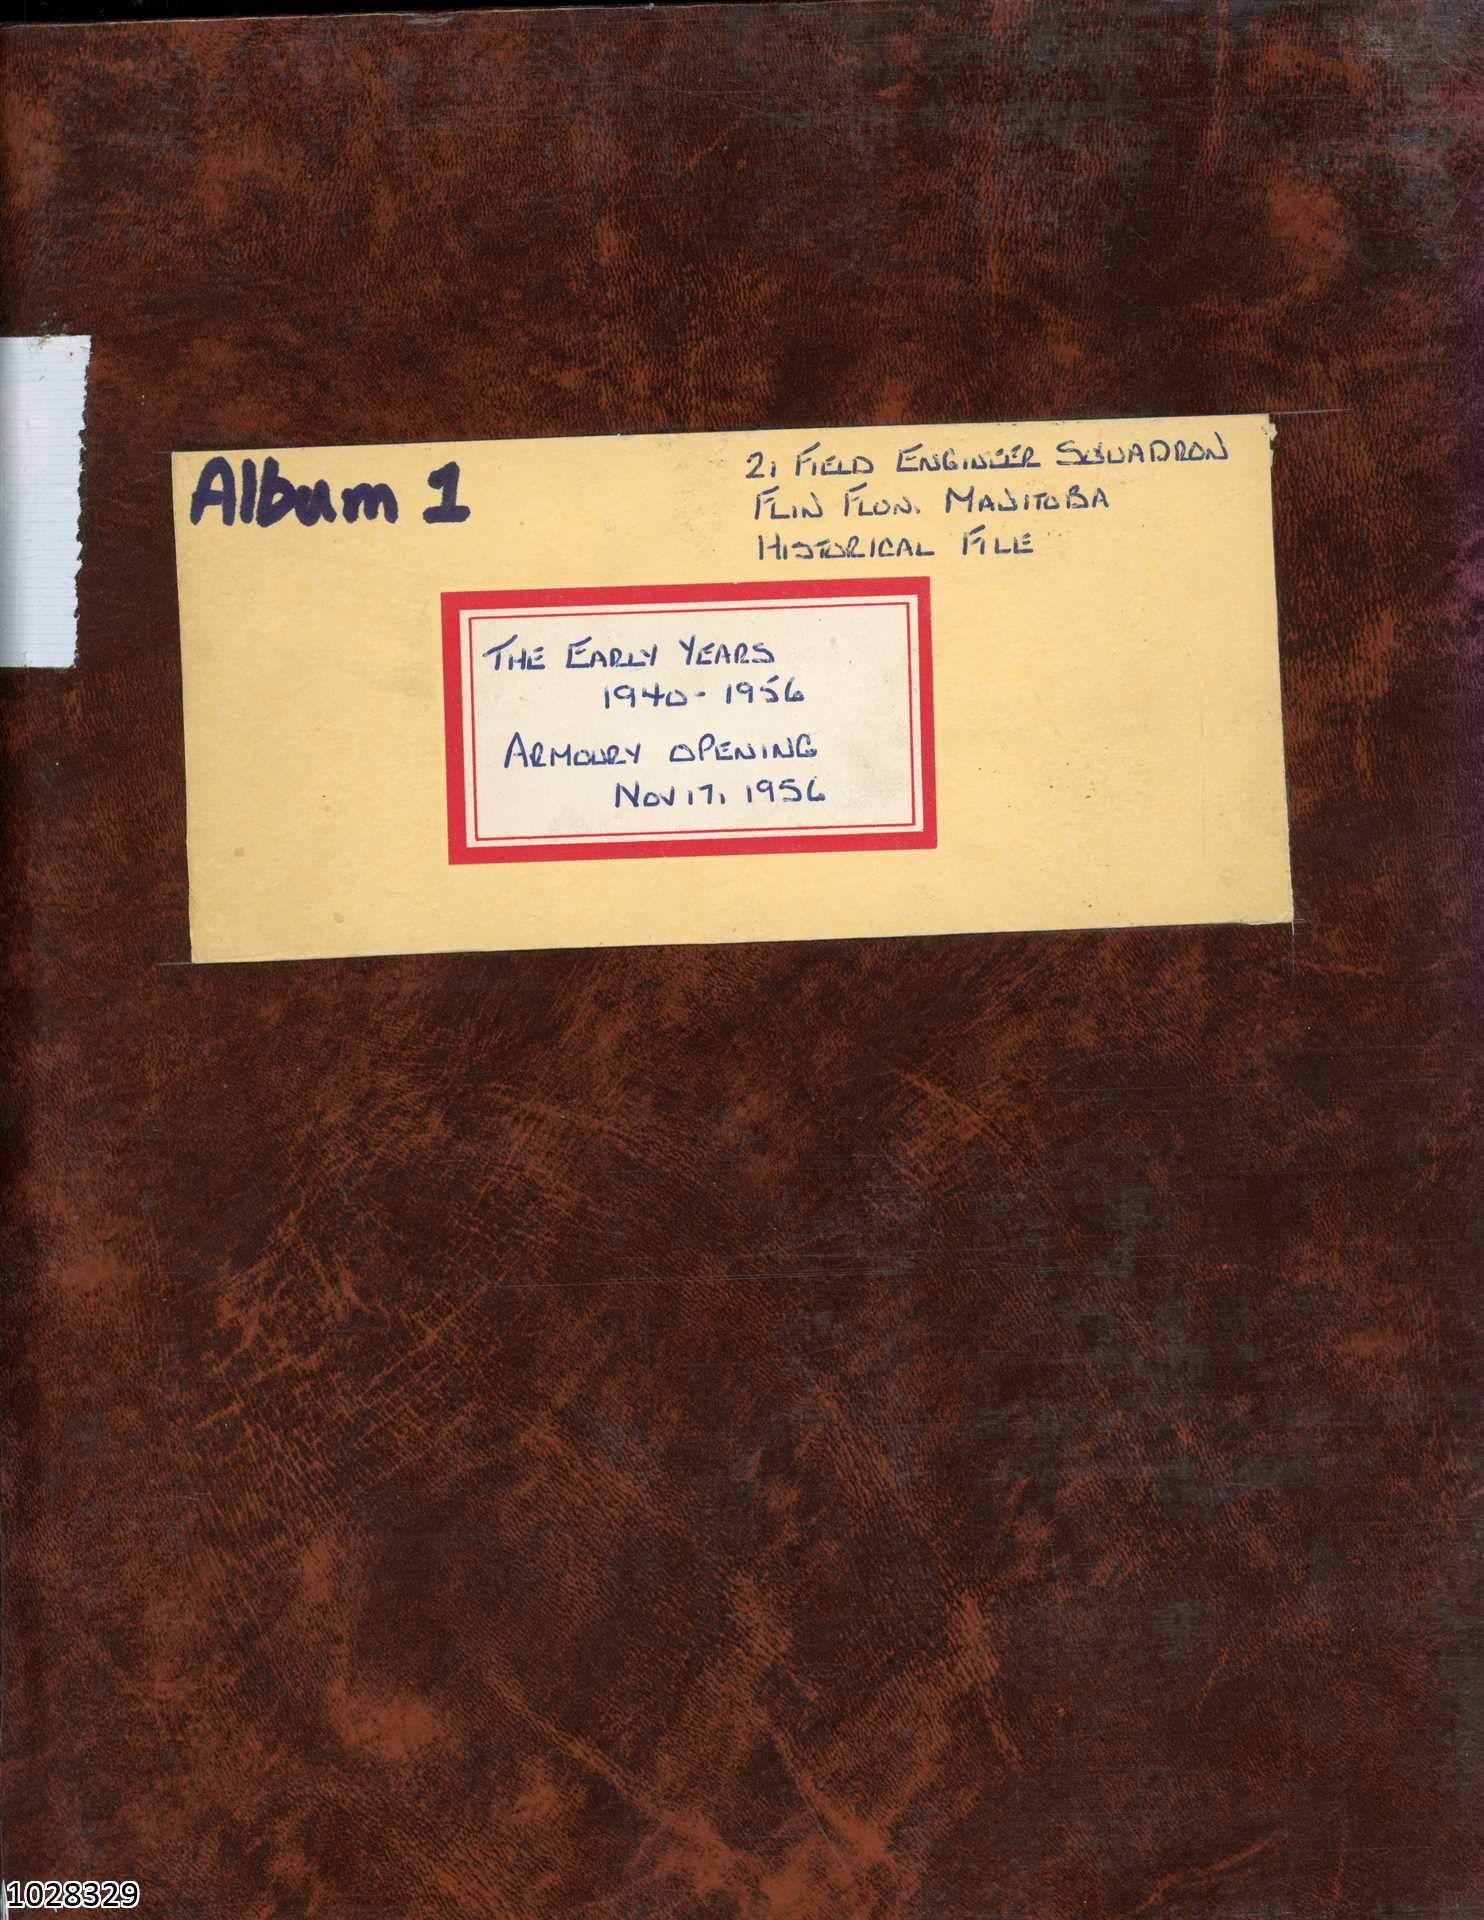 Album 1
21 FIELD ENGINEER SQUADRON
FLIN FLON. MANITOBA
HISTORICAL FILE
THE EARLY YEARS
1940-1956
ARMOURY OPENING
NOV 17, 1956
1028329